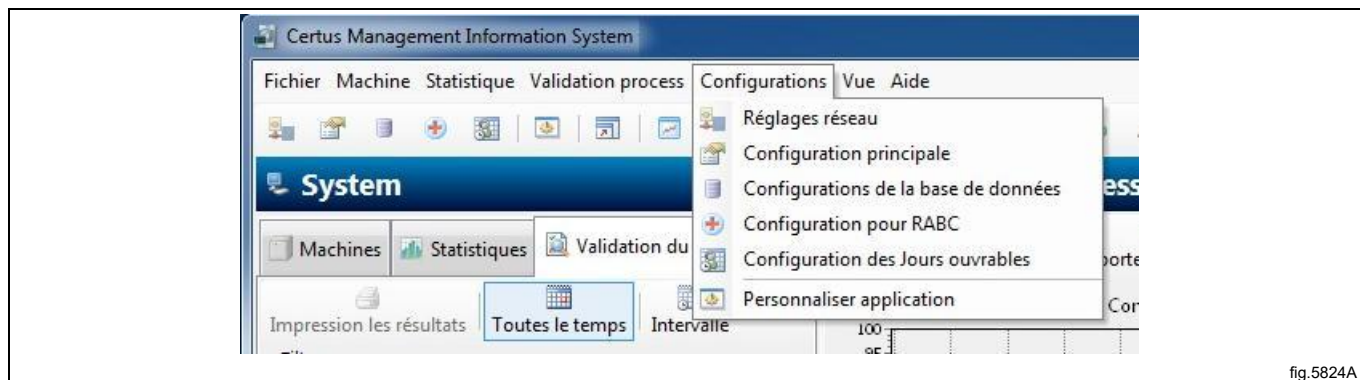 Certus Management Information System
Fichier Machine Statistique Validation process Configurations Vue Aide
Réglages réseau
Configuration principale
Configurations de la base de données
Configuration pour RABC
Configuration des Jours ouvrables
Personnaliser application
System
Machines Statistiques Validation du
Impression les résultats Toutes le temps Intervalle
100
95
fig.5824A